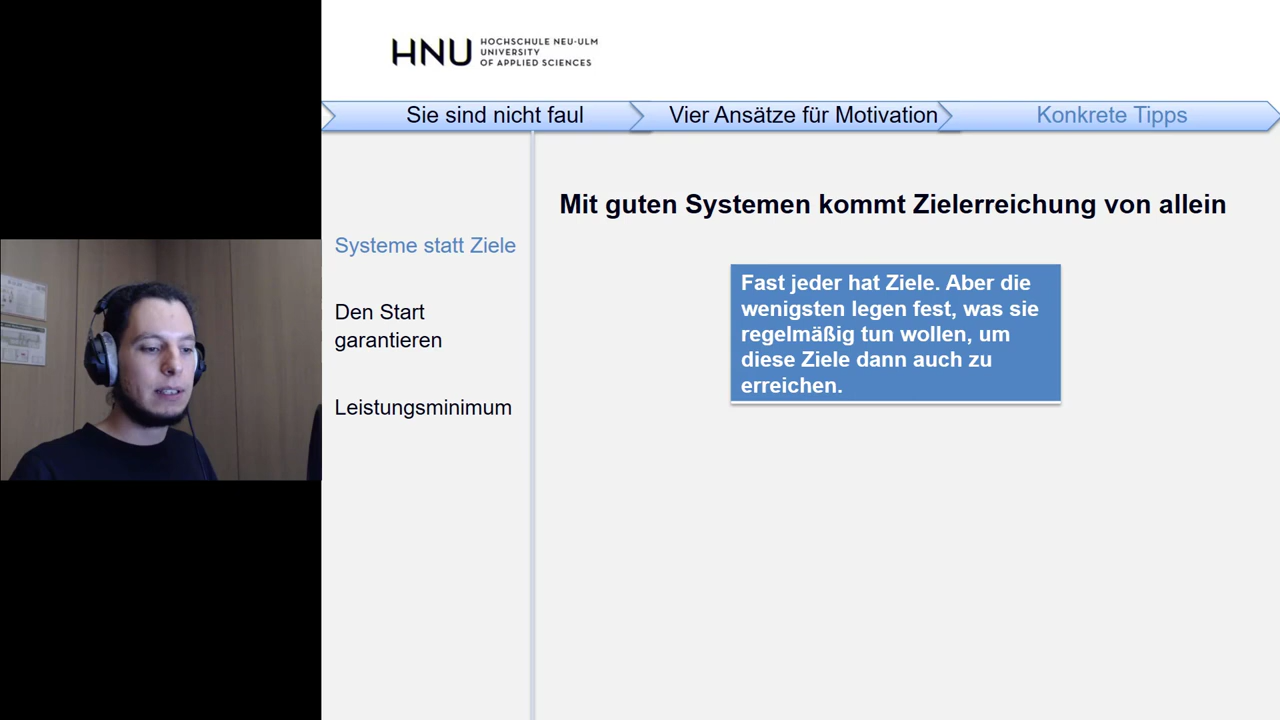 HNU
HOCHSCHULE NEU-ULM
UNIVERSITY
OF APPLIED SCIENCES
Sie sind nicht faul
Vier Ansätze für Motivation
Konkrete Tipps
Systeme statt Ziele
Den Start
garantieren
Leistungsminimum
Mit guten Systemen kommt Zielerreichung von allein
Fast jeder hat Ziele. Aber die
wenigsten legen fest, was sie
regelmäßig tun wollen, um
diese Ziele dann auch zu
erreichen.